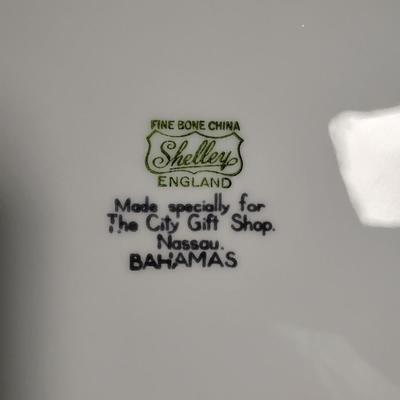 FINE BONE CHINA
Shelley
ENGLAND
Made specially for
The City Gift Shop.
Nassau.
BAHAMAS